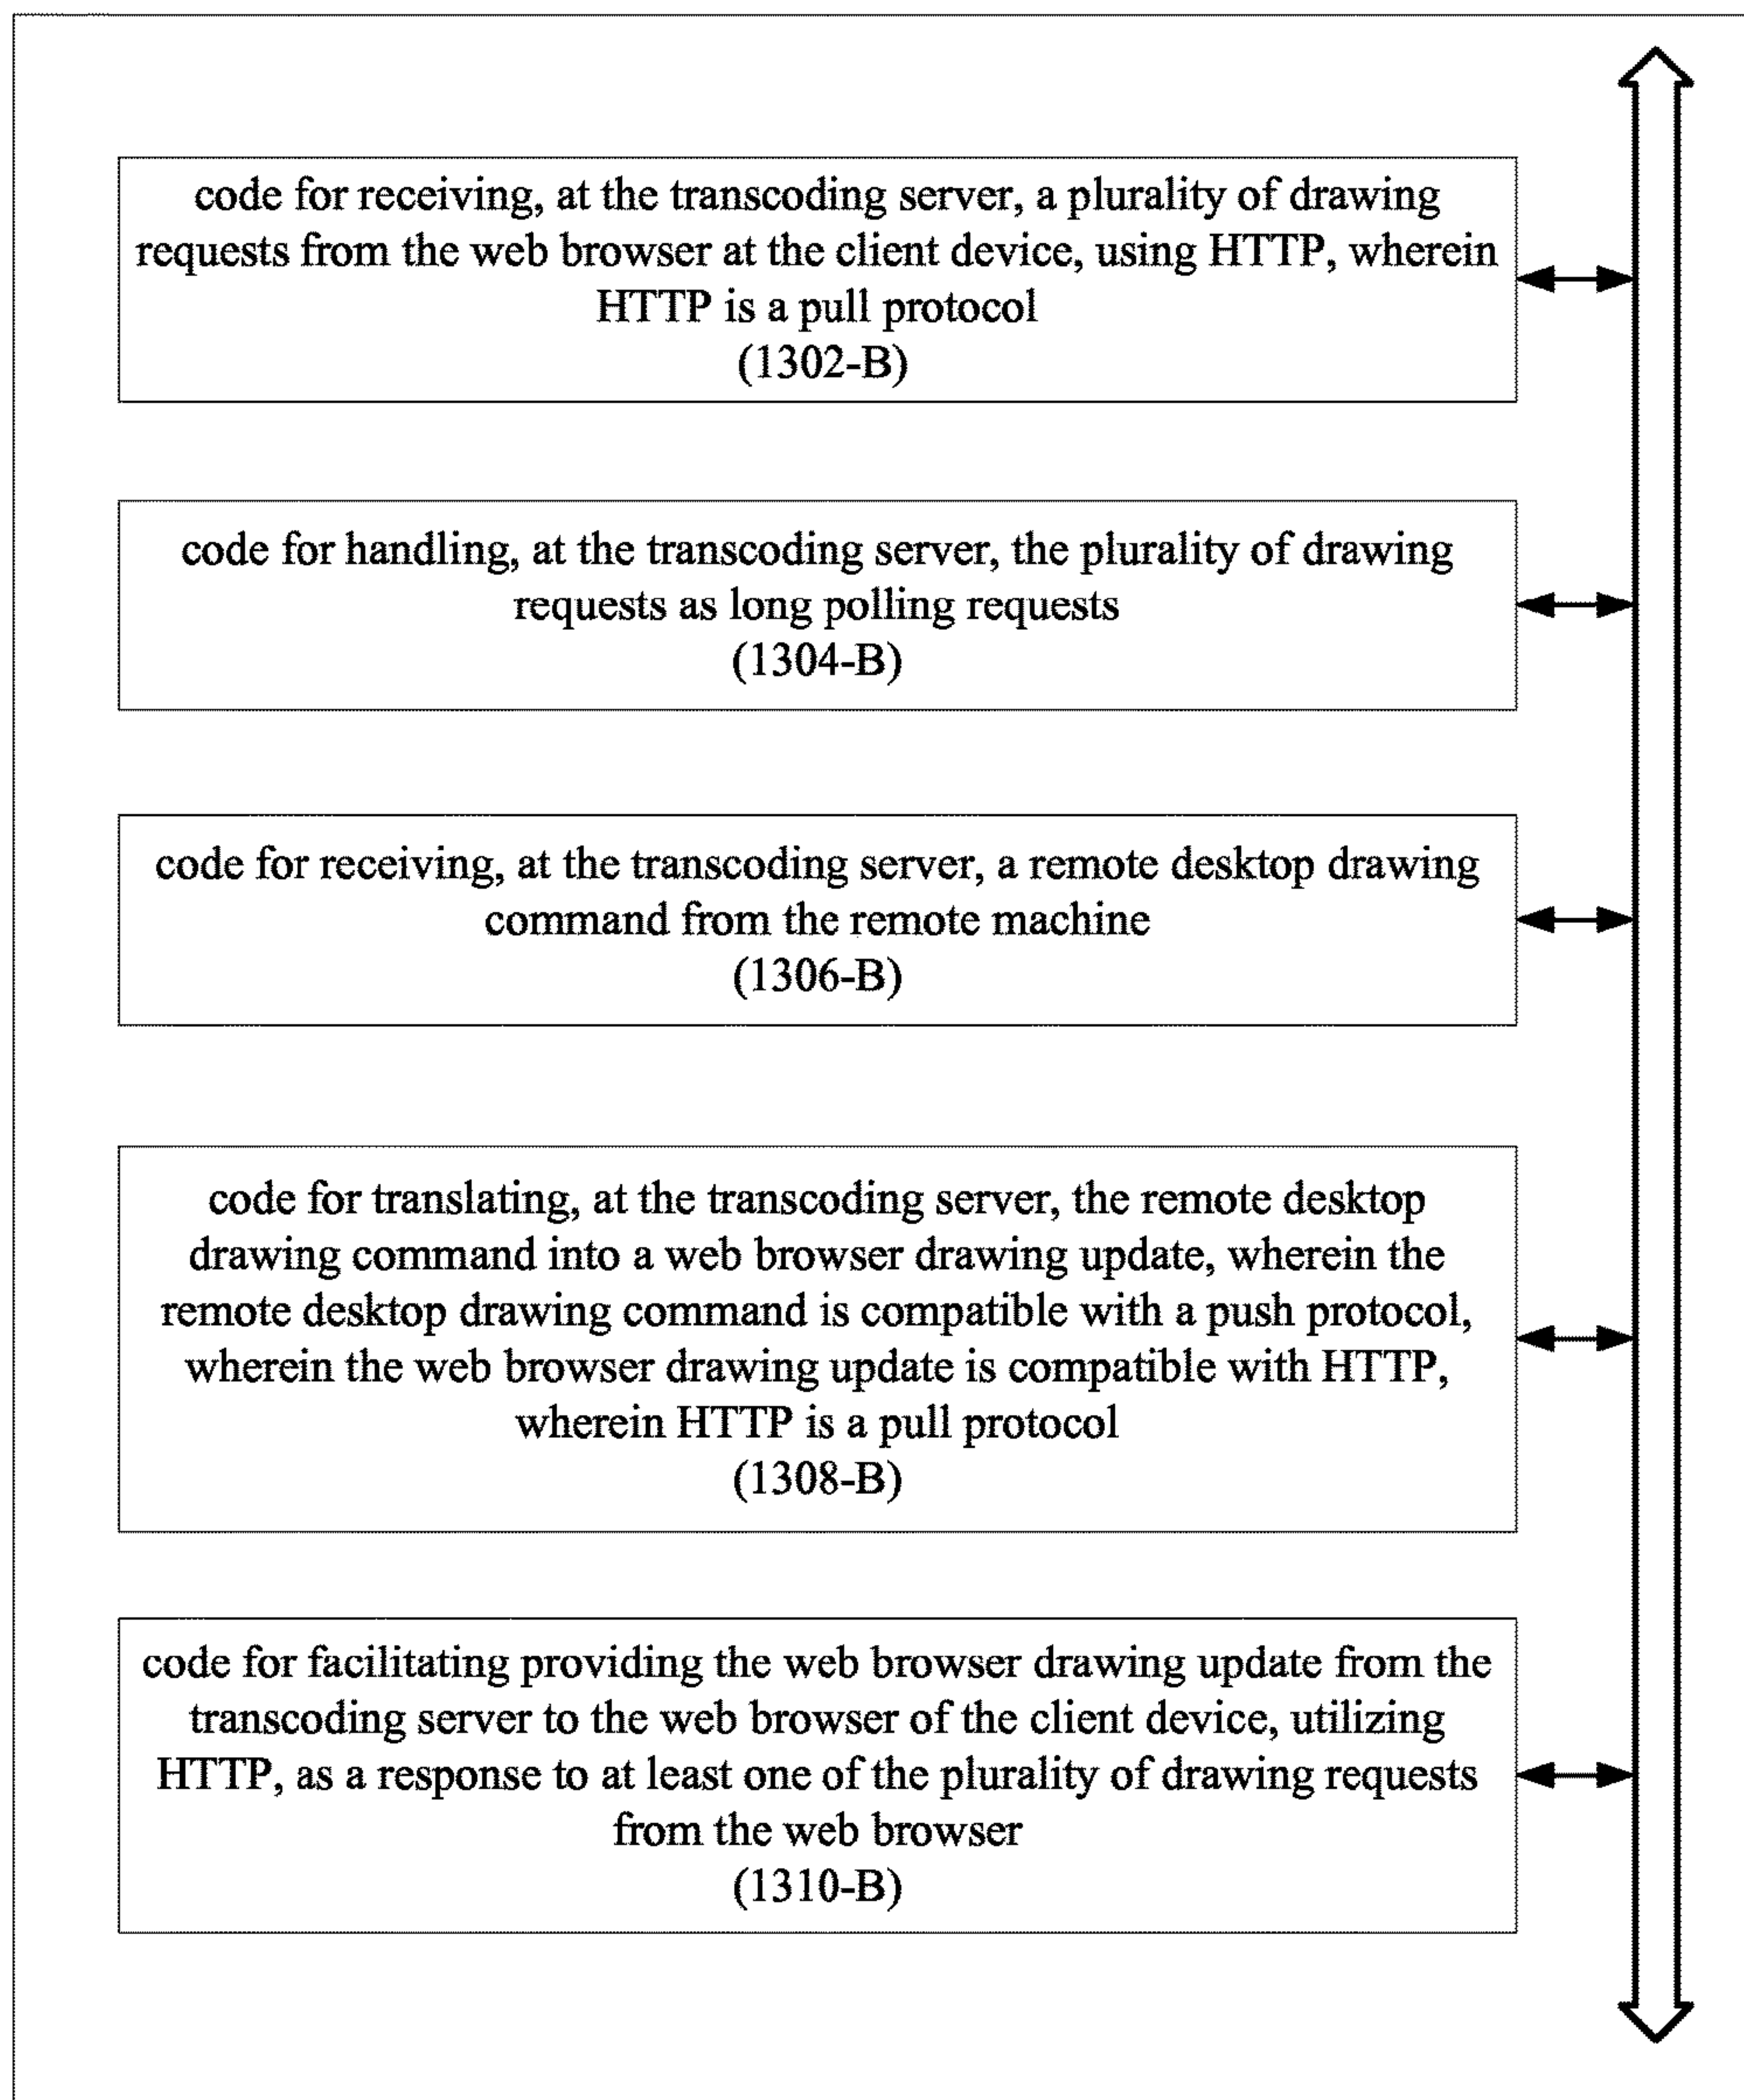 code for receiving, at the transcoding server, a plurality of drawing
requests from the web browser at the client device, using HTTP, wherein
HTTP is a pull protocol
(1302-B)
code for handling, at the transcoding server, the plurality of drawing
requests as long polling requests
(1304-B)
code for receiving, at the transcoding server, a remote desktop drawing
command from the remote machine
(1306-B)
code for translating, at the transcoding server, the remote desktop
drawing command into a web browser drawing update, wherein the
remote desktop drawing command is compatible with a push protocol,
wherein the web browser drawing update is compatible with HTTP,
wherein HTTP is a pull protocol
(1308-B)
code for facilitating providing the web browser drawing update from the
transcoding server to the web browser of the client device, utilizing
HTTP, as a response to at least one of the plurality of drawing requests
from the web browser
(1310-B)